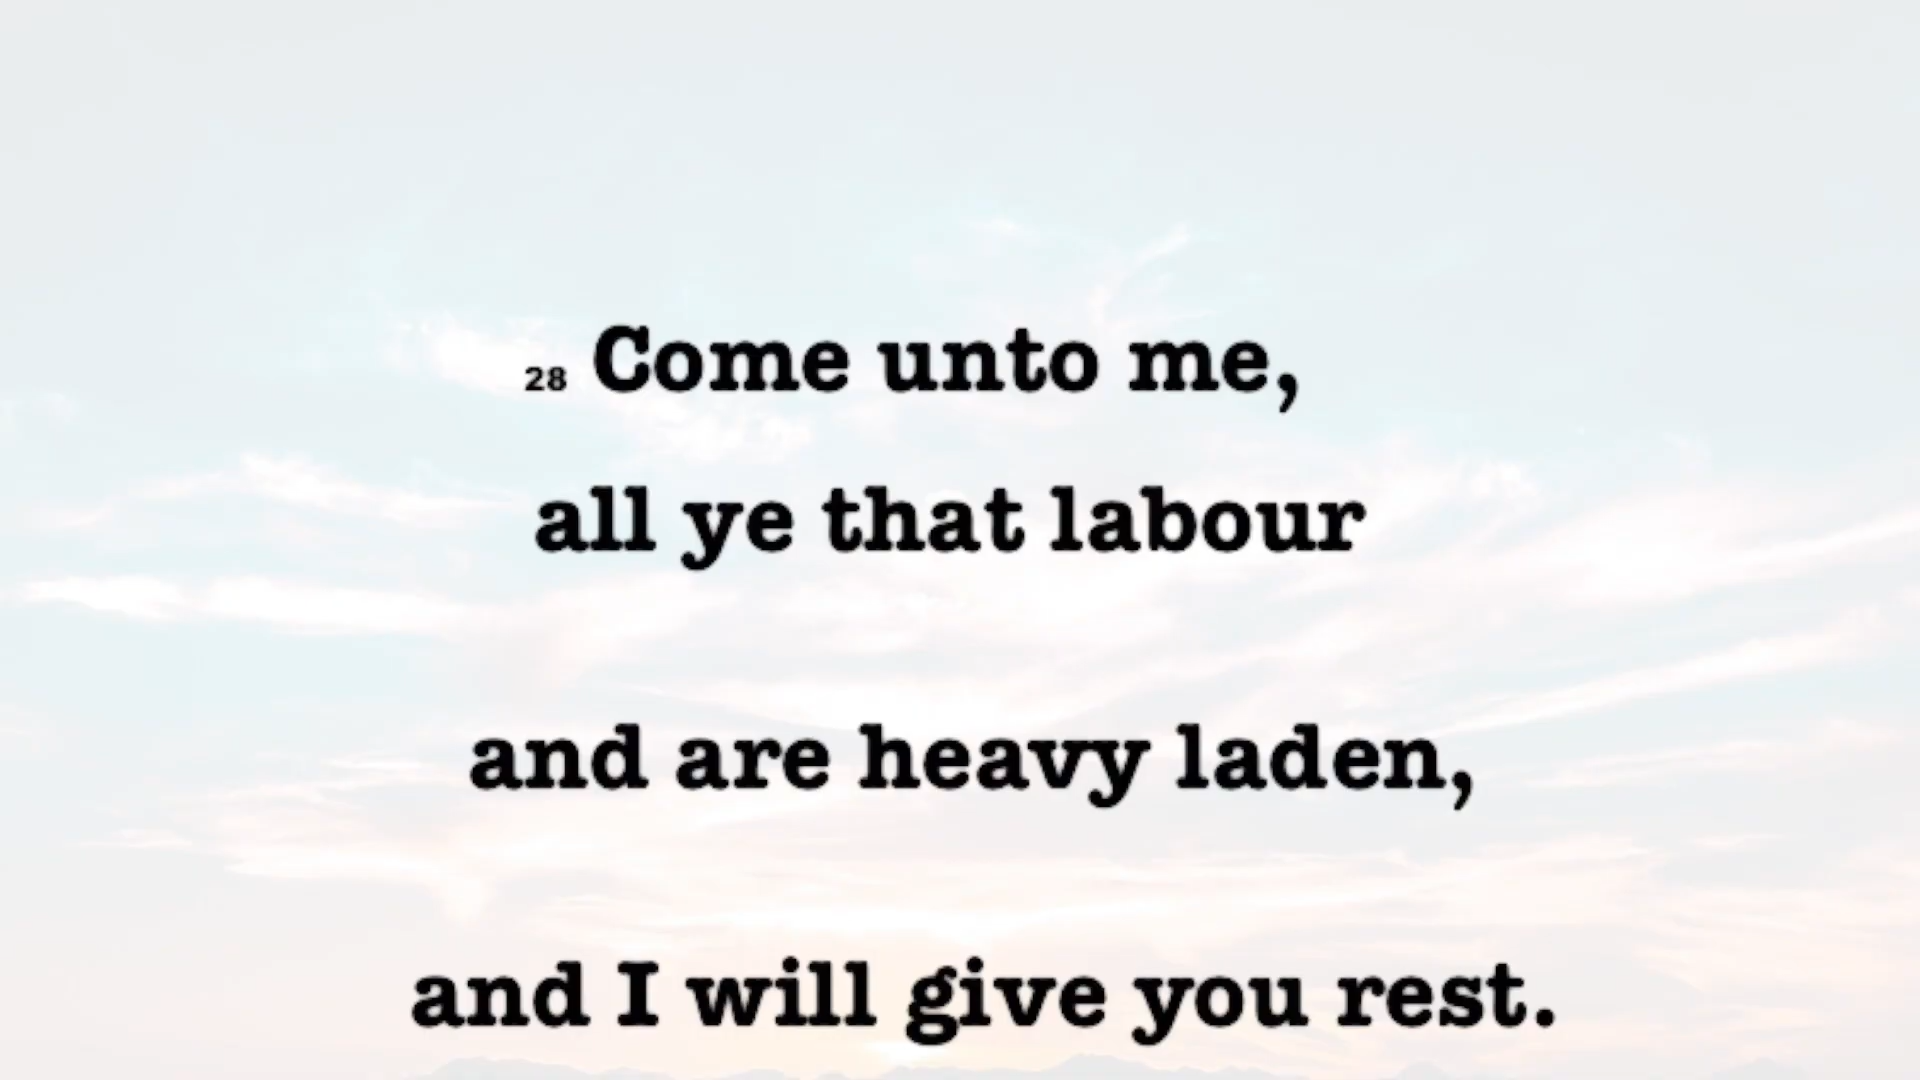 28 Come unto me,
all ye that labour
and are heavy laden,
and I will give you rest.